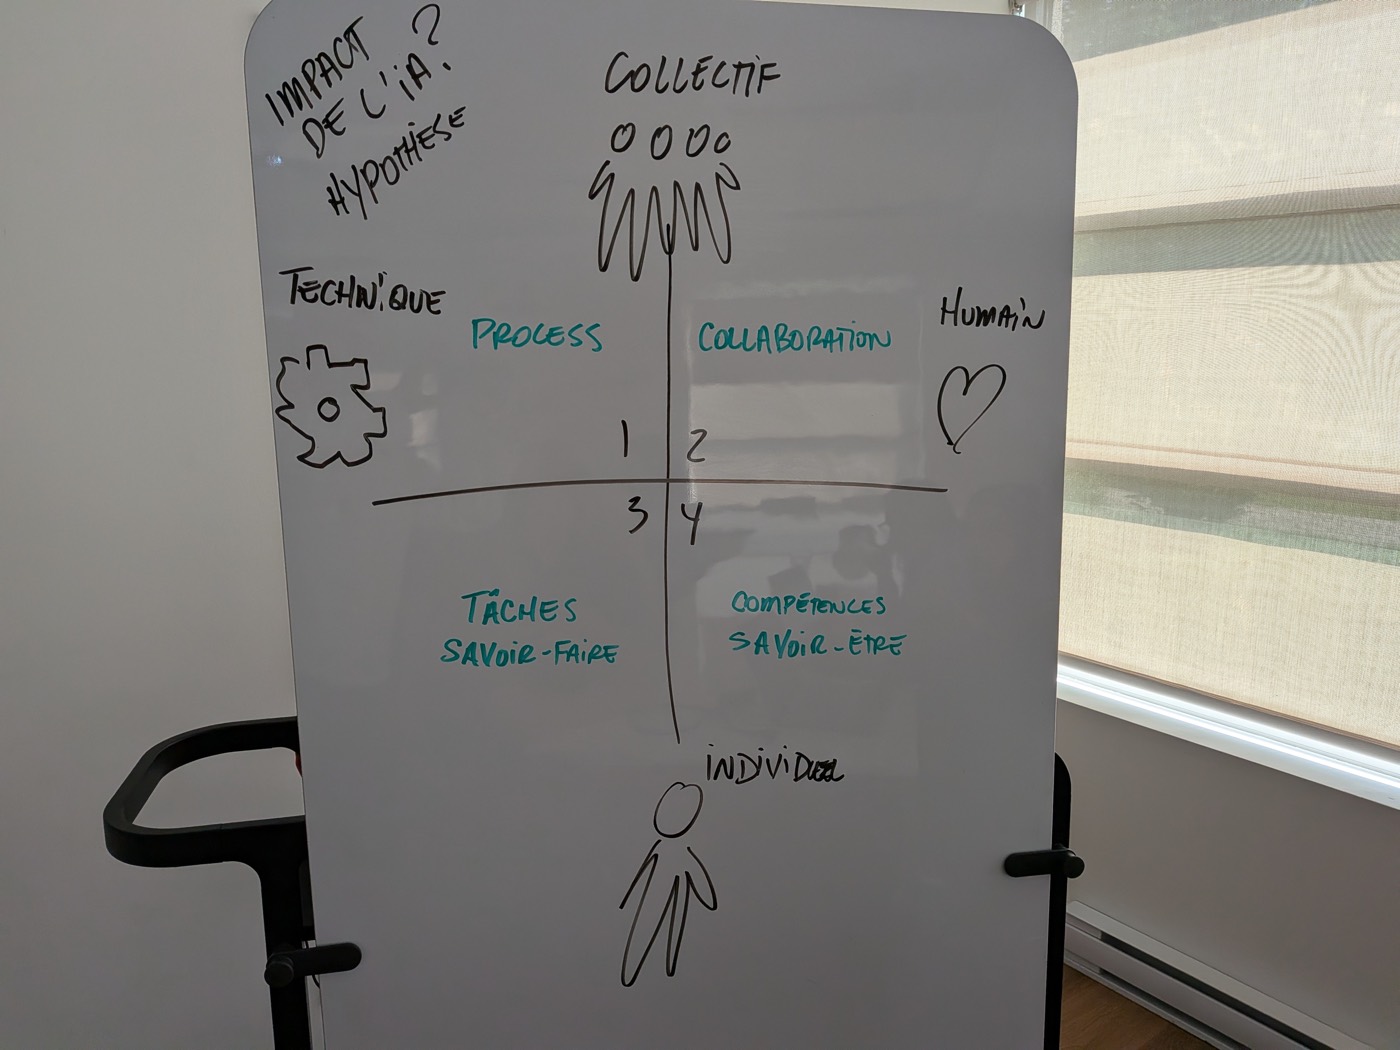 IMPACT
DE L'iA?
HYPOTHÈSE
COLLECTIF
TECHNiQUE
HUMAiN
PROCESS
COLLABORATiON
1
2
3
4
TÂCHES
SAVOiR-FAiRE
COMPÉTENCES
SAVOiR-ÊTRE
iNDiViDUEL